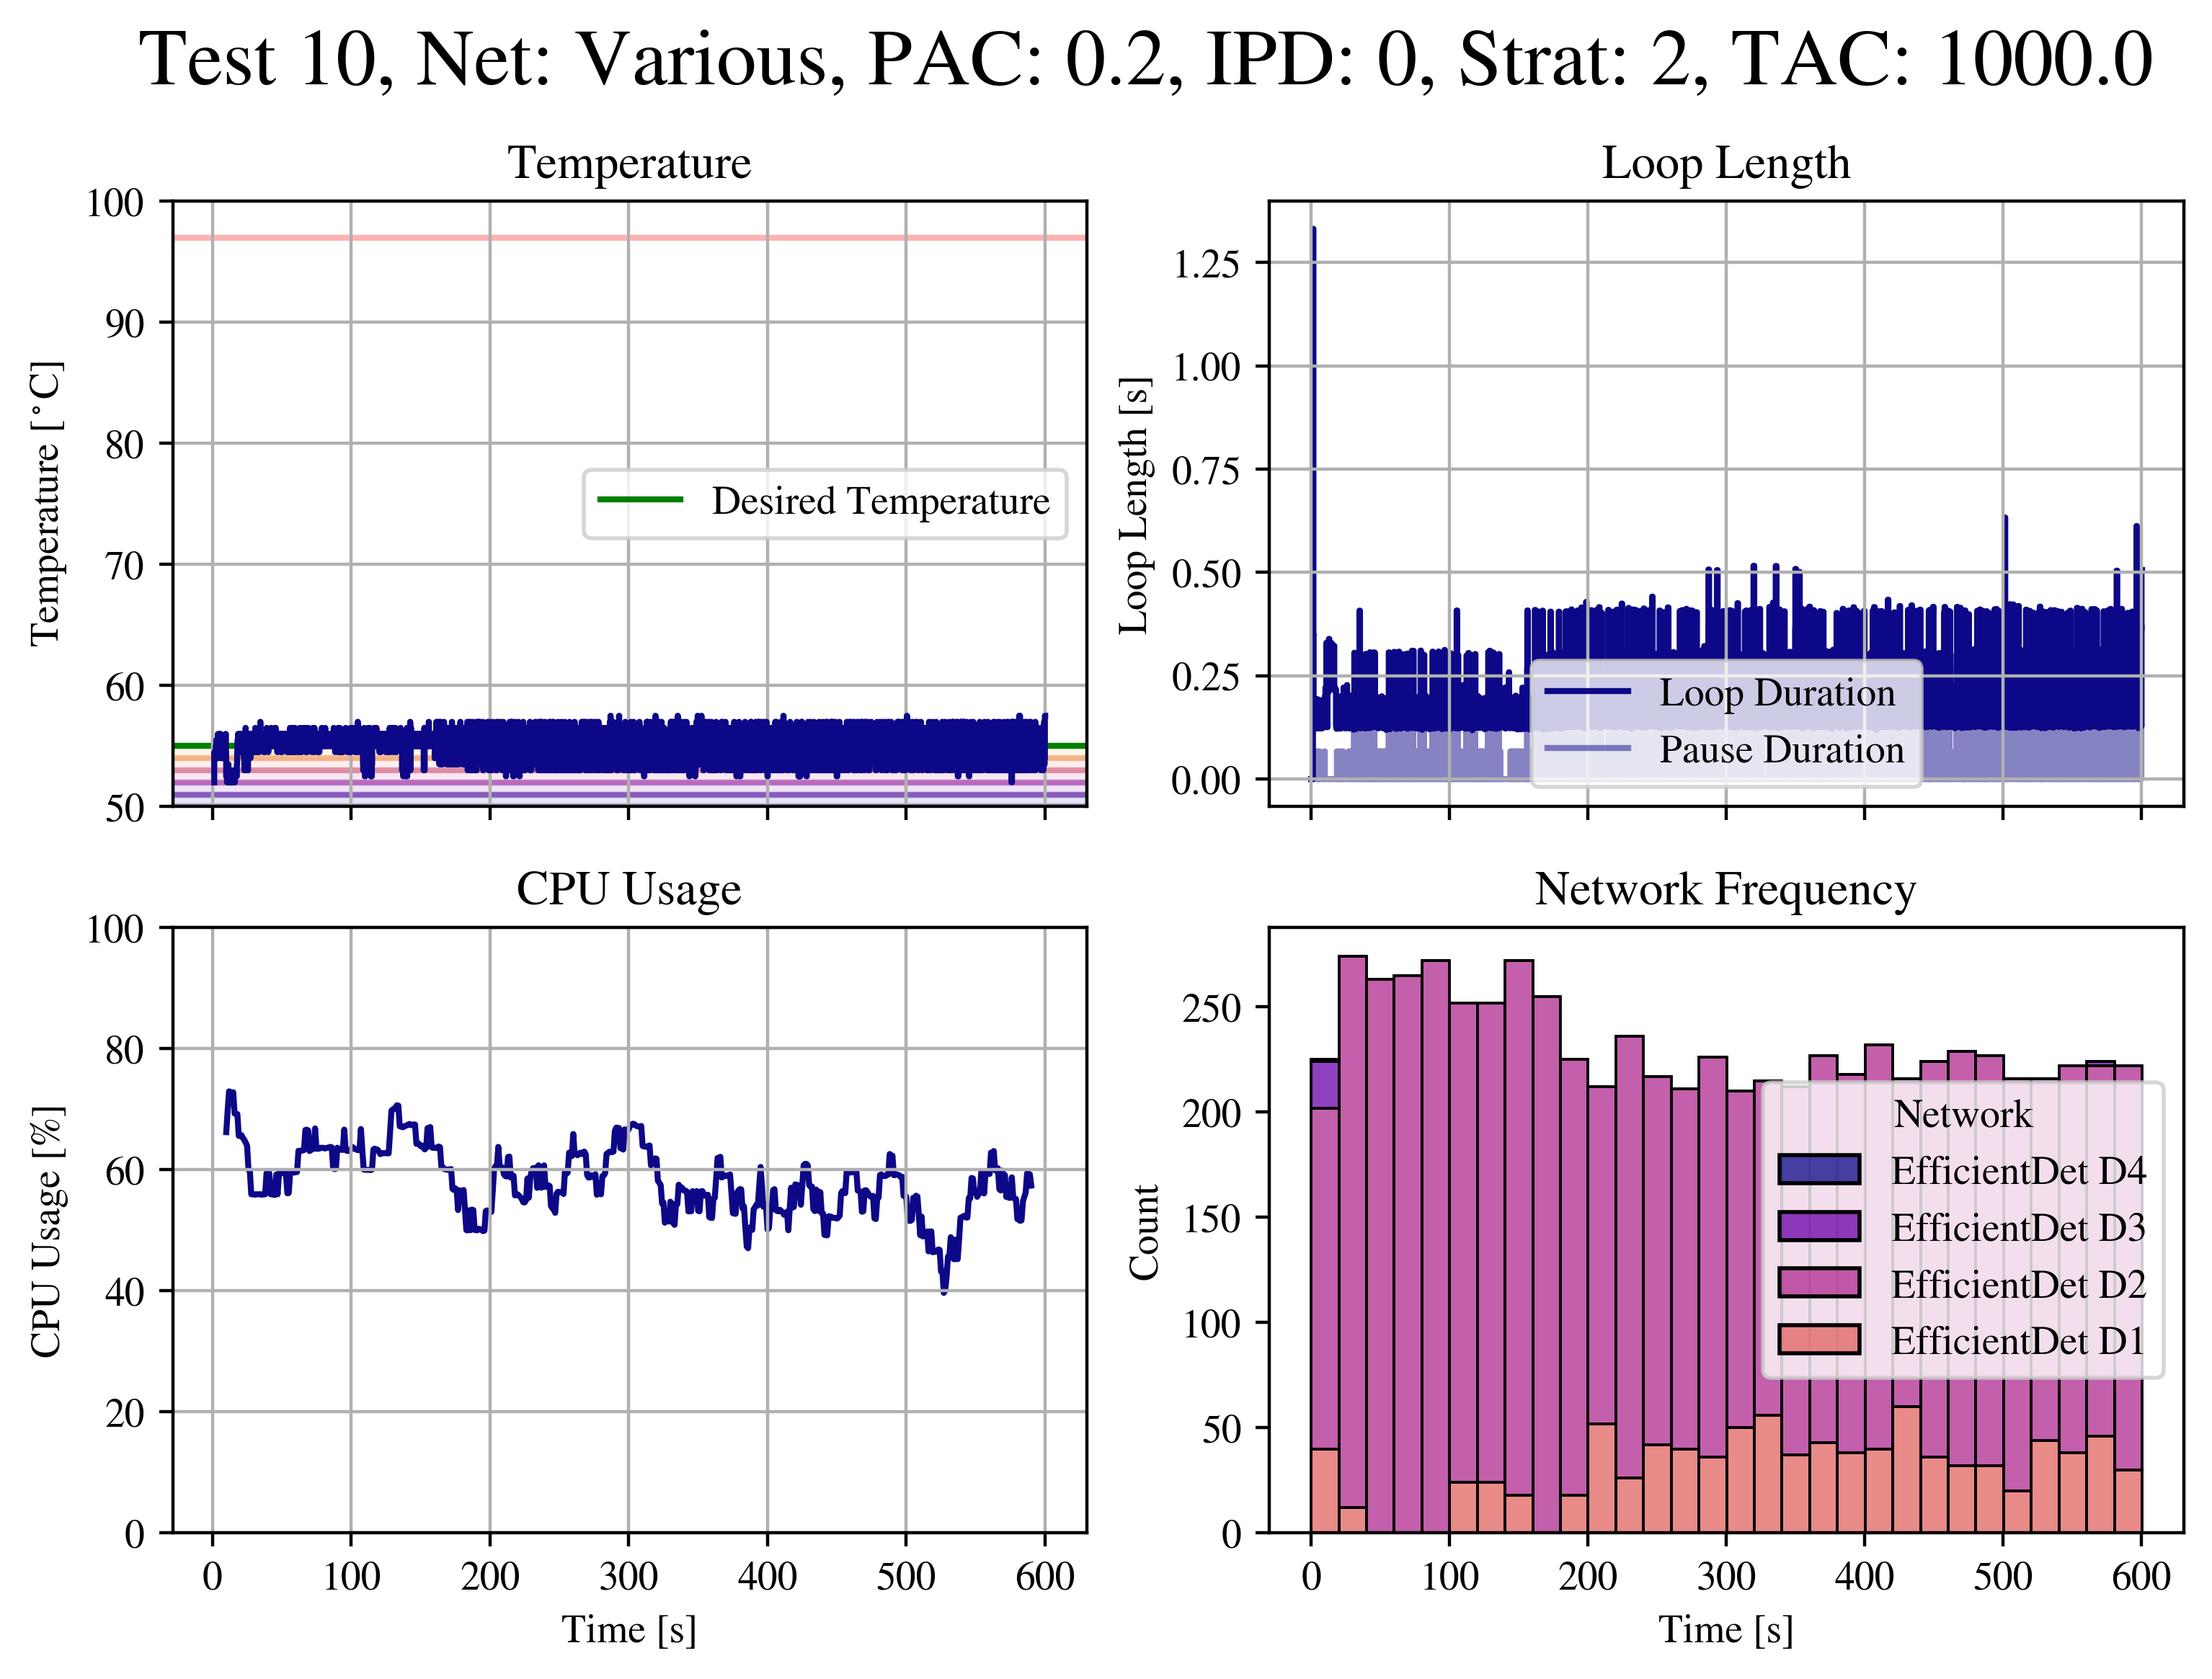 Test 10, Net: Various, PAC: 0.2, IPD: 0, Strat: 2, TAC: 1000.0
Temperature
Temperature [°C]
100
90
80
70
60
50
Desired Temperature
Loop Length
Loop Length [s]
1.25
1.00
0.75
0.50
0.25
0.00
Loop Duration
Pause Duration
CPU Usage
CPU Usage [%]
100
80
60
40
20
0
0 100 200 300 400 500 600
Time [s]
Network Frequency
Count
250
200
150
100
50
0
Network
EfficientDet D4
EfficientDet D3
EfficientDet D2
EfficientDet D1
0 100 200 300 400 500 600
Time [s]